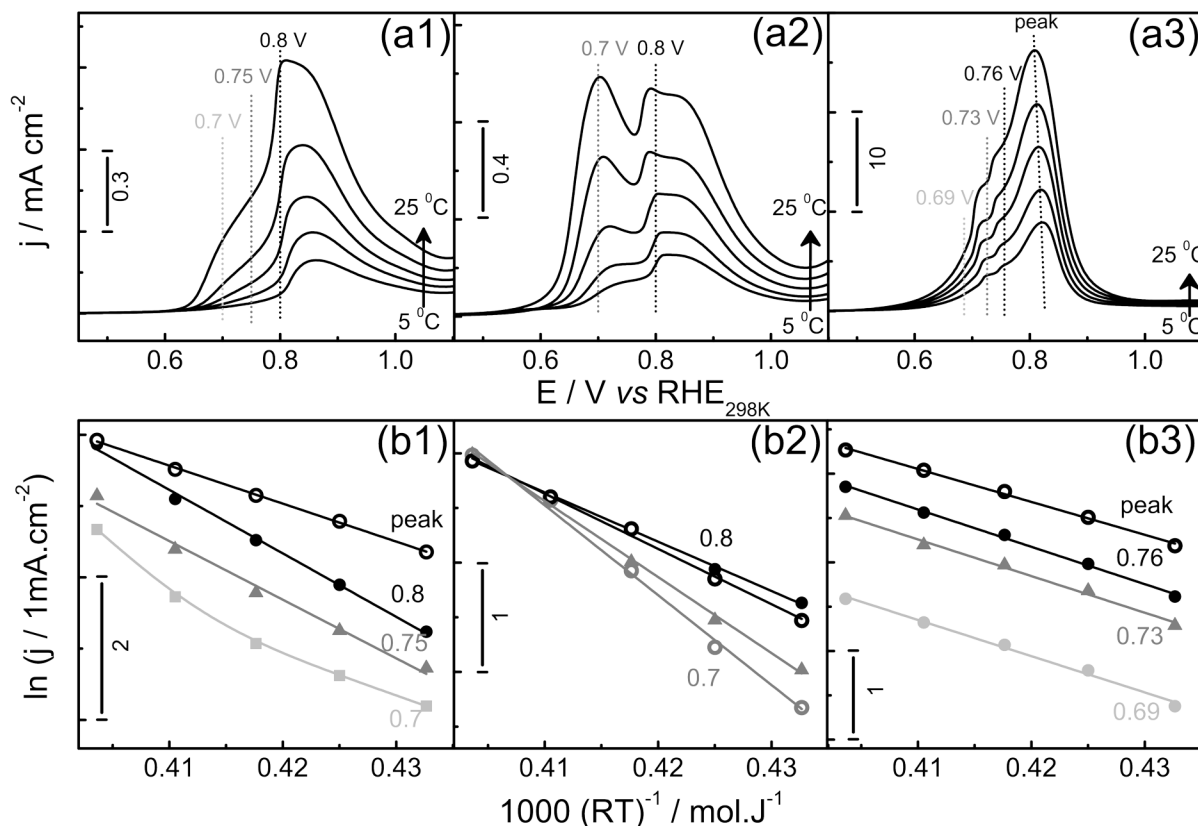 (a1)
0.8 V
0.75 V
0.7 V
0.3
25 ⁰C
5 ⁰C
(a2)
0.7 V
0.8 V
0.4
25 ⁰C
5 ⁰C
(a3)
peak
0.76 V
0.73 V
0.69 V
10
25 ⁰C
5 ⁰C
j / mA cm⁻²
0.6 0.8 1.0 0.6 0.8 1.0 0.6 0.8 1.0
E / V vs RHE₂₉₈K
(b1)
peak
0.8
0.75
0.7
2
(b2)
0.8
0.7
1
(b3)
peak
0.76
0.73
0.69
1
ln (j / 1mA.cm⁻²)
0.41 0.42 0.43 0.41 0.42 0.43 0.41 0.42 0.43
1000 (RT)⁻¹ / mol.J⁻¹